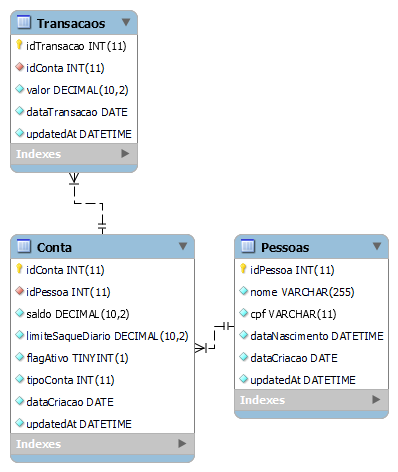 Transacaos
idTransacao INT(11)
idConta INT(11)
valor DECIMAL(10,2)
dataTransacao DATE
updatedAt DATETIME
Indexes
Conta
idConta INT(11)
idPessoa INT(11)
saldo DECIMAL(10,2)
limiteSaqueDiario DECIMAL(10,2)
flagAtivo TINYINT(1)
tipoConta INT(11)
dataCriacao DATE
updatedAt DATETIME
Indexes
Pessoas
idPessoa INT(11)
nome VARCHAR(255)
cpf VARCHAR(11)
dataNascimento DATETIME
dataCriacao DATE
updatedAt DATETIME
Indexes